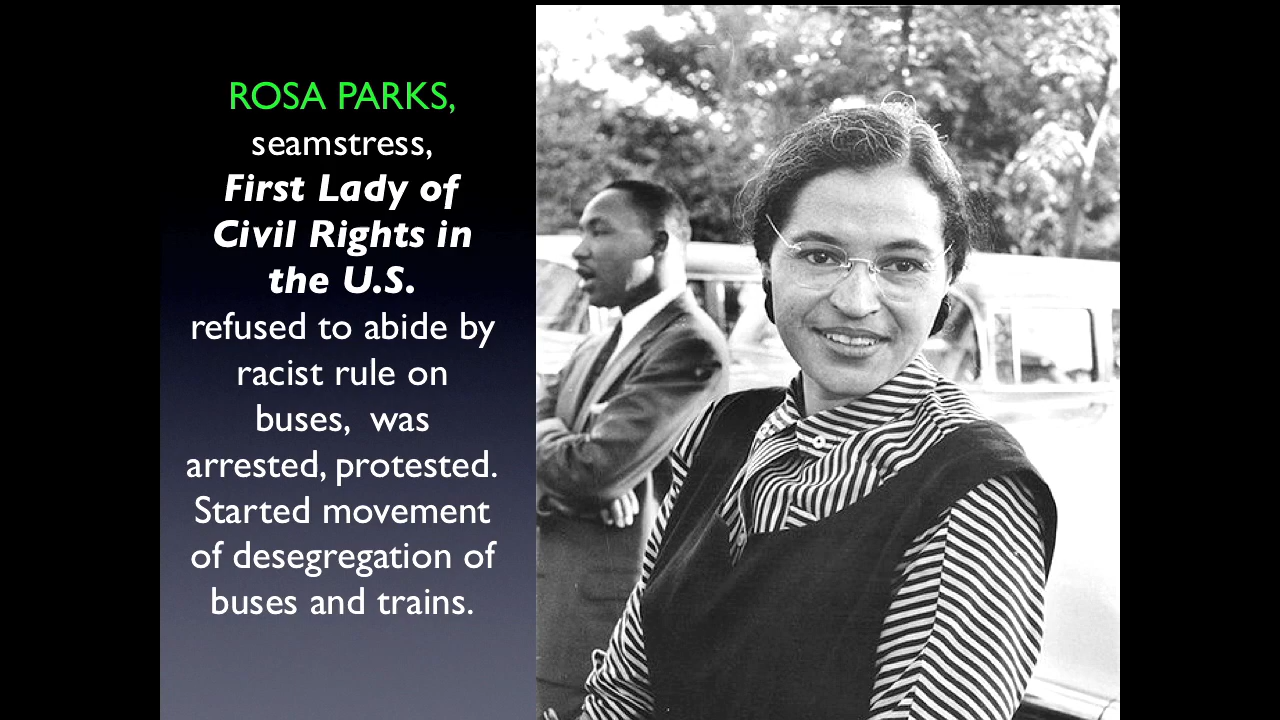 ROSA PARKS,
seamstress,
First Lady of
Civil Rights in
the U.S.
refused to abide by
racist rule on
buses,  was
arrested, protested.
Started movement
of desegregation of
buses and trains.